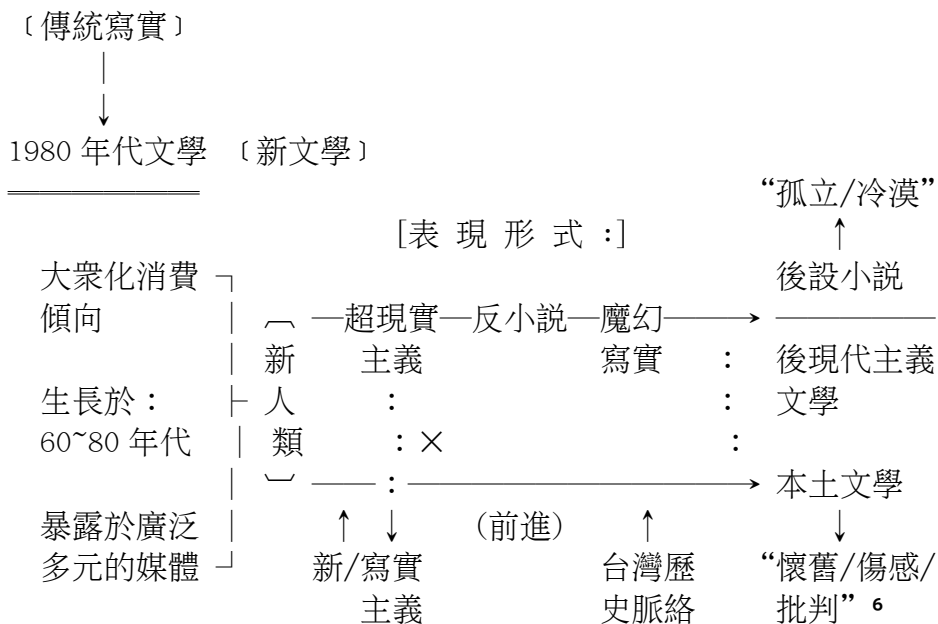 ﹝傳統寫實﹞
｜
↓
1980 年代文學 ﹝新文學﹞
“孤立/冷漠”
[表 現 形 式 :] ↑
大衆化消費 ┐ 後設小説
傾向 ｜ ︹ —超現實—反小説—魔幻———→ —————
｜ 新 主義 寫實 : 後現代主義
生長於： ├ 人 : : 文學
60~80 年代 ｜ 類 : × :
｜ ︺ —— : ———————————→ 本土文學
暴露於廣泛｜ ↑ ↓ (前進) ↑ ↓
多元的媒體 ┘ 新/寫實 台灣歷 “懷舊/傷感/
主義 史脈絡 批判” 6